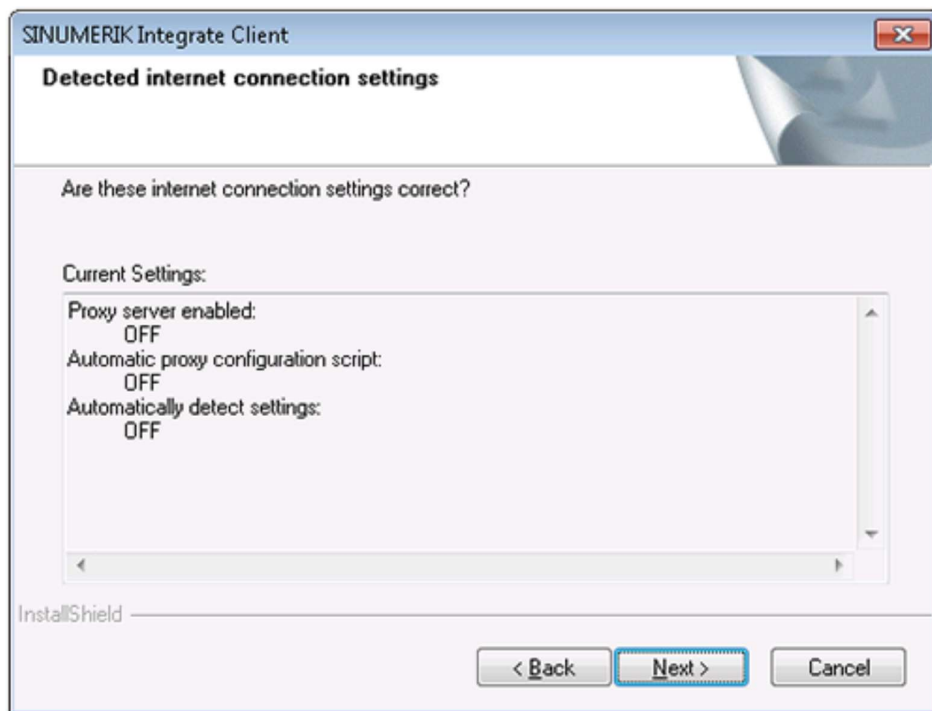 SINUMERIK Integrate Client
Detected internet connection settings
Are these internet connection settings correct?
Current Settings:
Proxy server enabled:
OFF
Automatic proxy configuration script:
OFF
Automatically detect settings:
OFF
InstallShield
< Back Next > Cancel